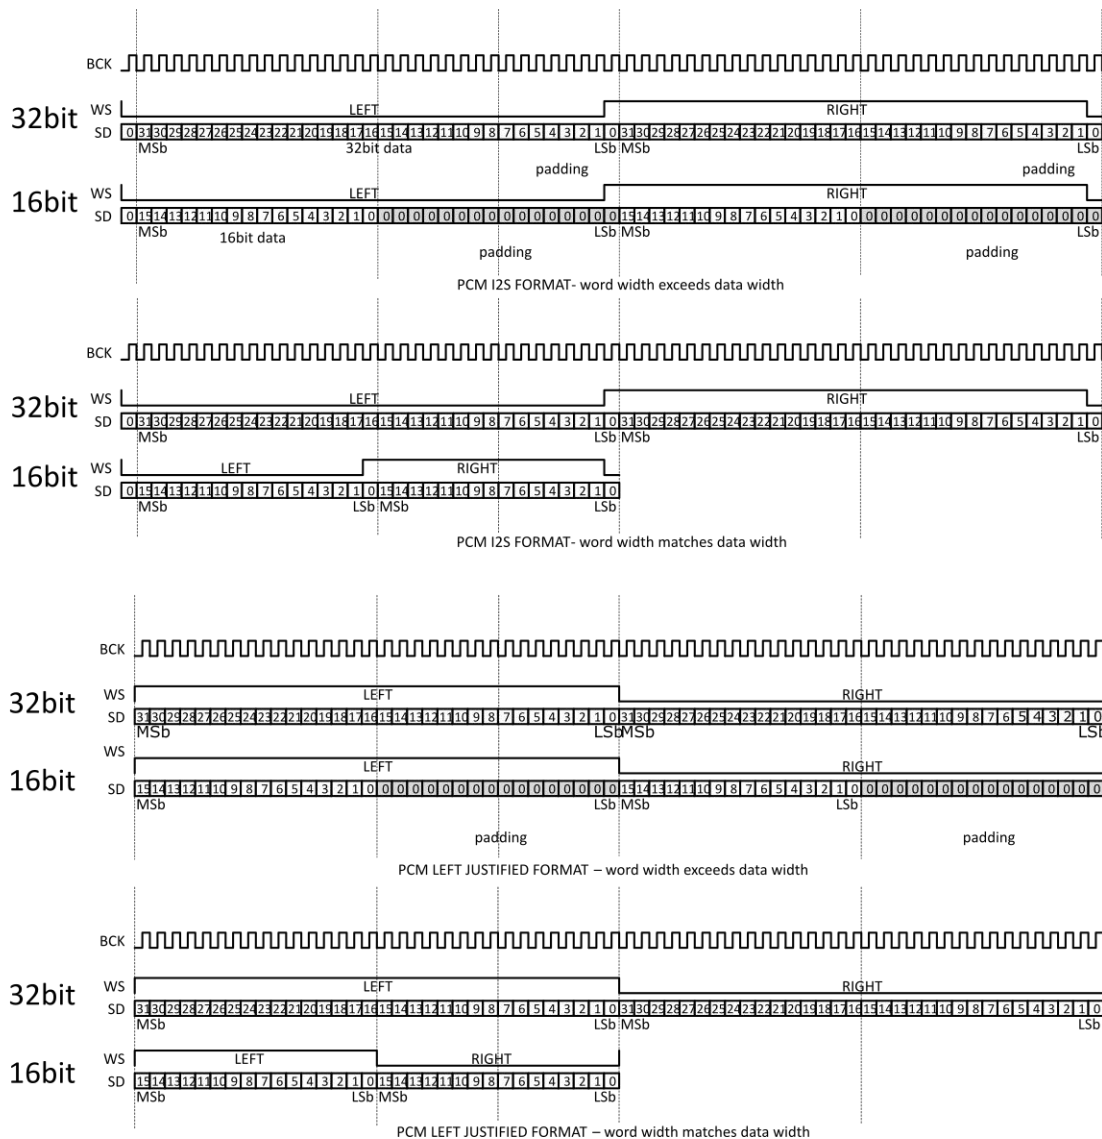 BCK
32bit
WS LEFT RIGHT
SD 0 31 30 29 28 27 26 25 24 23 22 21 20 19 18 17 16 15 14 13 12 11 10 9 8 7 6 5 4 3 2 1 0 31 30 29 28 27 26 25 24 23 22 21 20 19 18 17 16 15 14 13 12 11 10 9 8 7 6 5 4 3 2 1 0
MSb 32bit data LSb MSb LSb
padding padding
16bit
WS LEFT RIGHT
SD 0 15 14 13 12 11 10 9 8 7 6 5 4 3 2 1 0 0 0 0 0 0 0 0 0 0 0 0 0 0 0 0 0 15 14 13 12 11 10 9 8 7 6 5 4 3 2 1 0 0 0 0 0 0 0 0 0 0 0 0 0 0 0 0 0
MSb 16bit data LSb MSb LSb
padding padding
PCM I2S FORMAT- word width exceeds data width
BCK
32bit
WS LEFT RIGHT
SD 0 31 30 29 28 27 26 25 24 23 22 21 20 19 18 17 16 15 14 13 12 11 10 9 8 7 6 5 4 3 2 1 0 31 30 29 28 27 26 25 24 23 22 21 20 19 18 17 16 15 14 13 12 11 10 9 8 7 6 5 4 3 2 1 0
MSb LSb MSb LSb
16bit
WS LEFT RIGHT
SD 0 15 14 13 12 11 10 9 8 7 6 5 4 3 2 1 0 15 14 13 12 11 10 9 8 7 6 5 4 3 2 1 0
MSb LSb MSb LSb
PCM I2S FORMAT- word width matches data width
BCK
32bit
WS LEFT RIGHT
SD 31 30 29 28 27 26 25 24 23 22 21 20 19 18 17 16 15 14 13 12 11 10 9 8 7 6 5 4 3 2 1 0 31 30 29 28 27 26 25 24 23 22 21 20 19 18 17 16 15 14 13 12 11 10 9 8 7 6 5 4 3 2 1 0
MSb LSb MSb LSb
16bit
WS LEFT RIGHT
SD 15 14 13 12 11 10 9 8 7 6 5 4 3 2 1 0 0 0 0 0 0 0 0 0 0 0 0 0 0 0 0 0 15 14 13 12 11 10 9 8 7 6 5 4 3 2 1 0 0 0 0 0 0 0 0 0 0 0 0 0 0 0 0 0
MSb LSb MSb LSb
padding padding
PCM LEFT JUSTIFIED FORMAT – word width exceeds data width
BCK
32bit
WS LEFT RIGHT
SD 31 30 29 28 27 26 25 24 23 22 21 20 19 18 17 16 15 14 13 12 11 10 9 8 7 6 5 4 3 2 1 0 31 30 29 28 27 26 25 24 23 22 21 20 19 18 17 16 15 14 13 12 11 10 9 8 7 6 5 4 3 2 1 0
MSb LSb MSb LSb
16bit
WS LEFT RIGHT
SD 15 14 13 12 11 10 9 8 7 6 5 4 3 2 1 0 15 14 13 12 11 10 9 8 7 6 5 4 3 2 1 0
MSb LSb MSb LSb
PCM LEFT JUSTIFIED FORMAT – word width matches data width